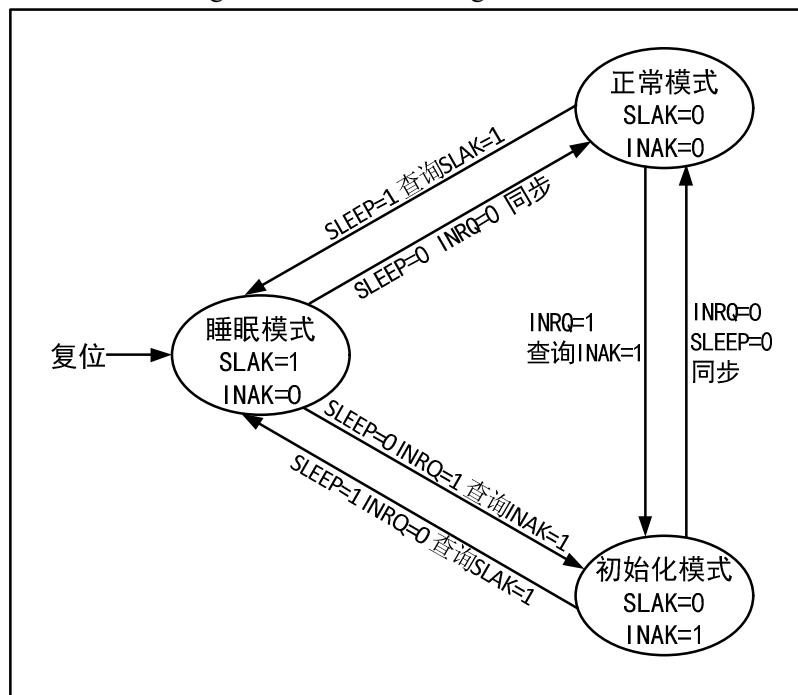 正常模式
SLAK=0
INAK=0
SLEEP=1 查询SLAK=1
SLEEP=0 INRQ=0 同步
INRQ=1
查询INAK=1
INRQ=0
SLEEP=0
同步
复位
睡眠模式
SLAK=1
INAK=0
SLEEP=0 INRQ=1 查询INAK=1
SLEEP=1 INRQ=0 查询SLAK=1
初始化模式
SLAK=0
INAK=1